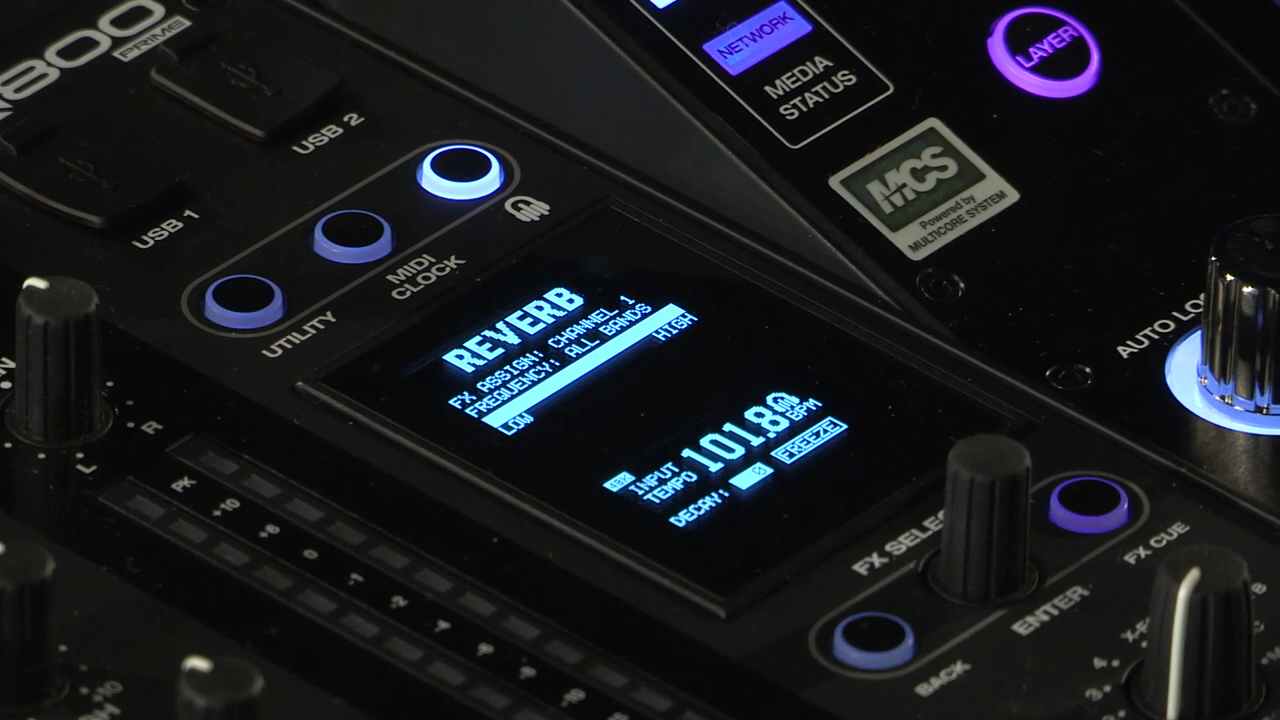 800
PRIME
USB 2
USB 1
MIDI
CLOCK
UTILITY
NETWORK
MEDIA
STATUS
LAYER
MCS
Powered by
MULTICORE SYSTEM
AUTO
REVERB
FX ASSIGN: CHANNEL 1
FREQUENCY: ALL BANDS
LOW HIGH
INPUT
TEMPO 101.80 BPM
DECAY: 0 FREEZE
R
L
PK
+10
+6
0
-1
-2
-10
FX
FX CUE
ENTER
BACK
4
3